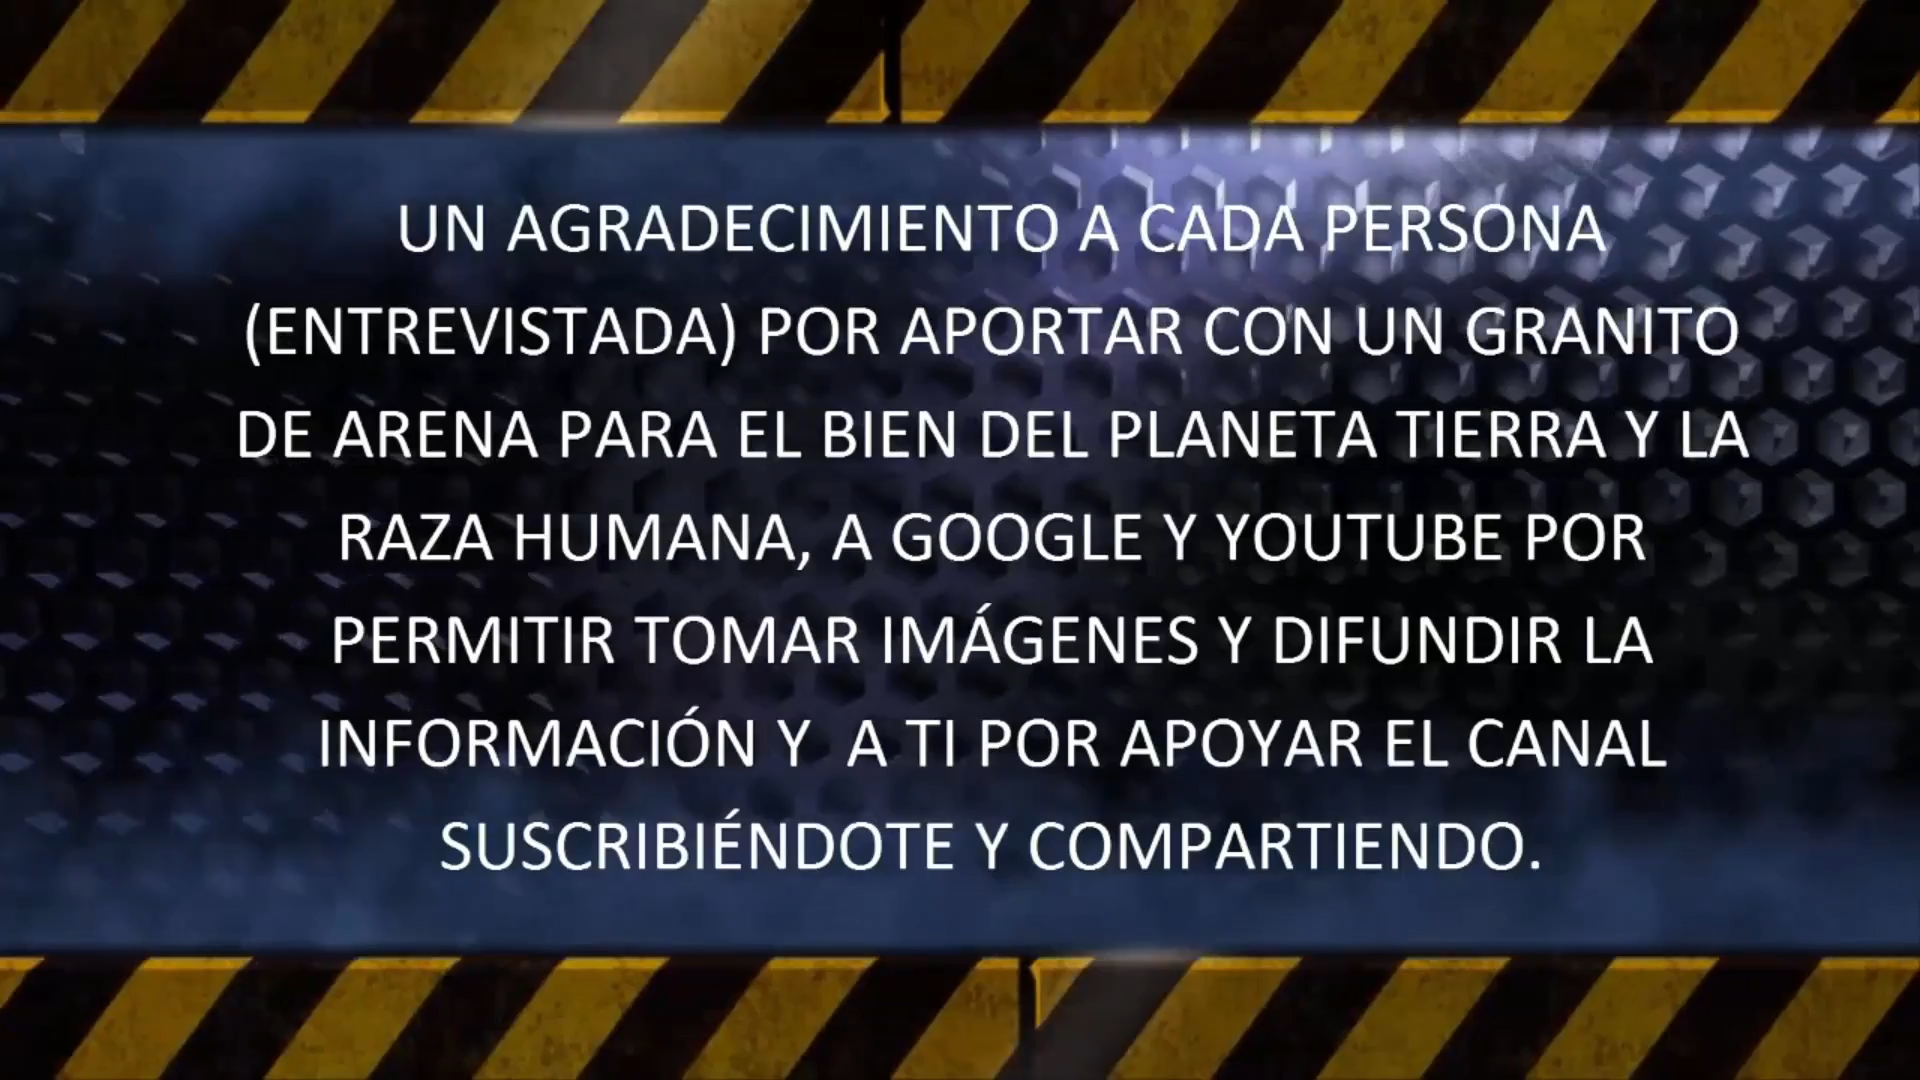 UN AGRADECIMIENTO A CADA PERSONA
(ENTREVISTADA) POR APORTAR CON UN GRANITO
DE ARENA PARA EL BIEN DEL PLANETA TIERRA Y LA
RAZA HUMANA, A GOOGLE Y YOUTUBE POR
PERMITIR TOMAR IMÁGENES Y DIFUNDIR LA
INFORMACIÓN Y  A TI POR APOYAR EL CANAL
SUSCRIBIÉNDOTE Y COMPARTIENDO.